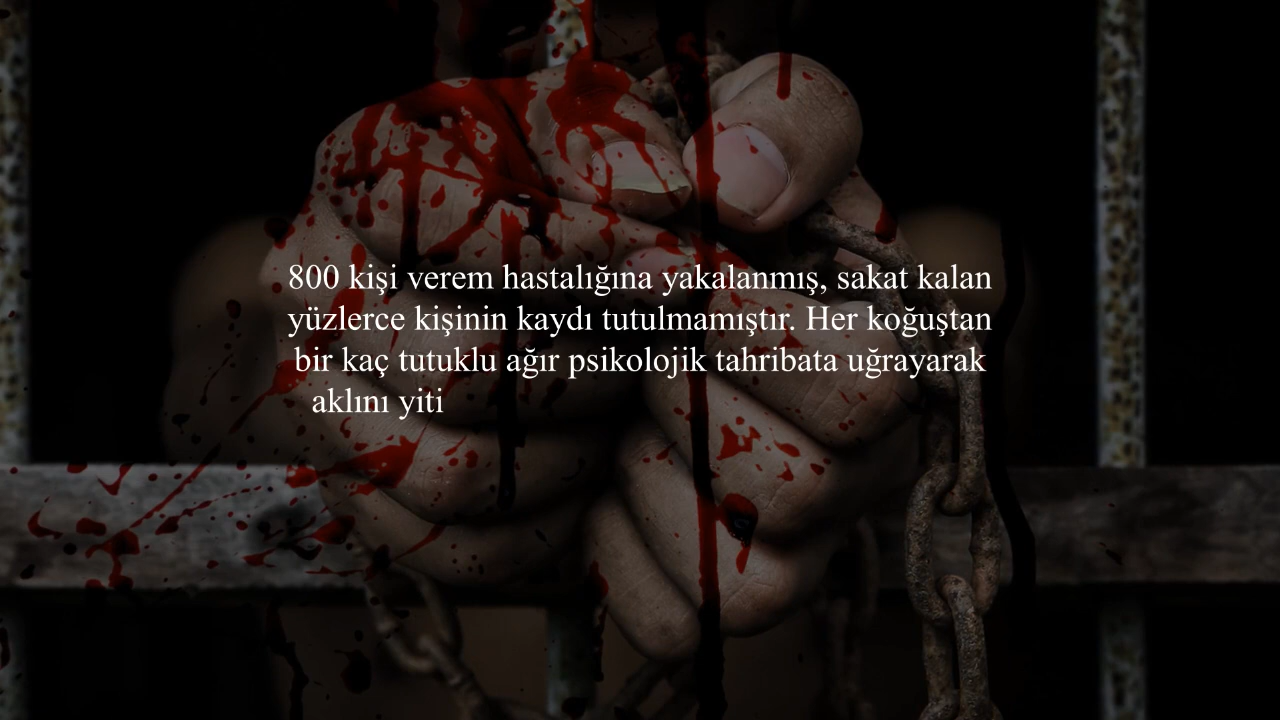 800 kişi verem hastalığına yakalanmış, sakat kalan
yüzlerce kişinin kaydı tutulmamıştır. Her koğuştan
bir kaç tutuklu ağır psikolojik tahribata uğrayarak
aklını yiti